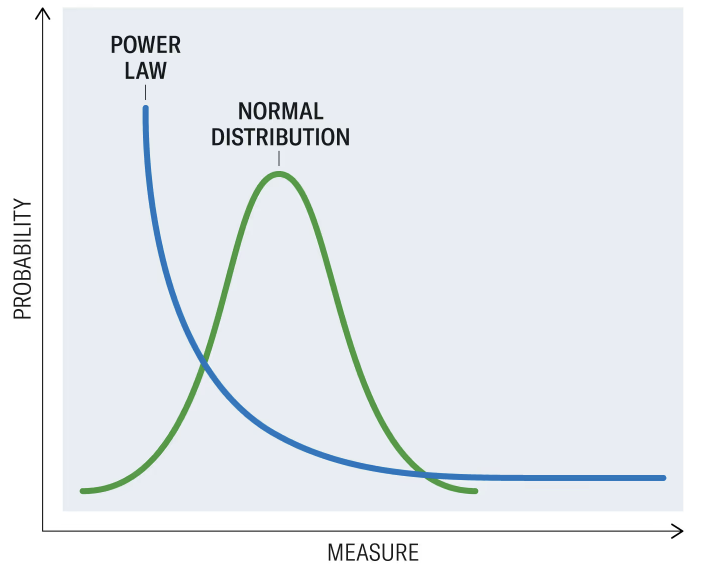 POWER
LAW
NORMAL
DISTRIBUTION
PROBABILITY
MEASURE